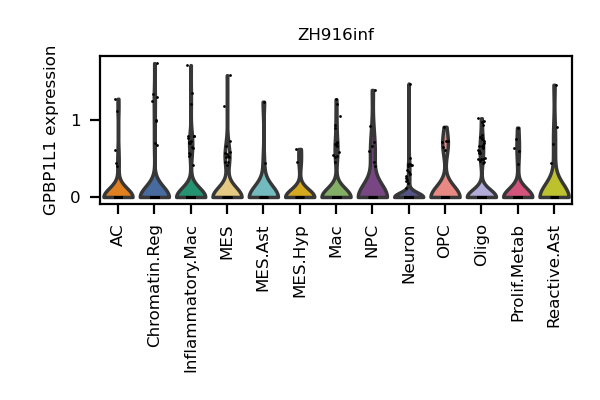 ZH916inf
GPBP1L1 expression
1
0
AC
Chromatin.Reg
Inflammatory.Mac
MES
MES.Ast
MES.Hyp
Mac
NPC
Neuron
OPC
Oligo
Prolif.Metab
Reactive.Ast